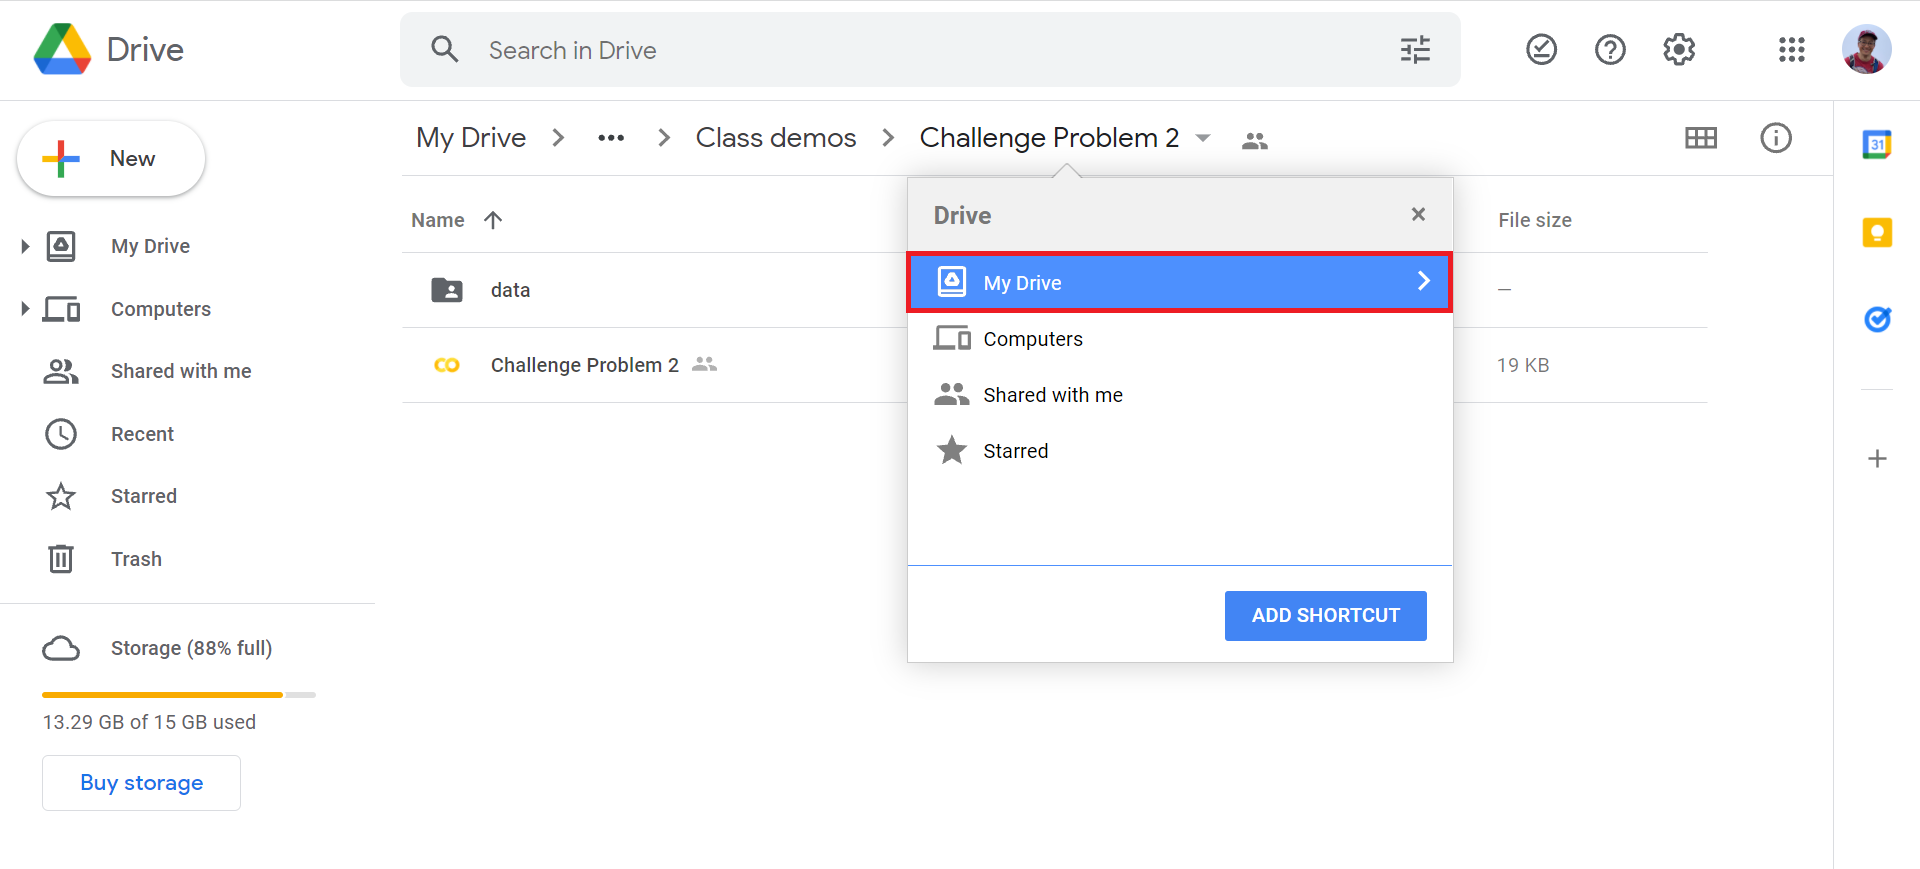 Drive
Search in Drive
New
My Drive
Computers
Shared with me
Recent
Starred
Trash
Storage (88% full)
13.29 GB of 15 GB used
Buy storage
My Drive > ••• > Class demos > Challenge Problem 2
Name
File size
data
—
Challenge Problem 2
19 KB
Drive
×
My Drive
Computers
Shared with me
Starred
ADD SHORTCUT
31